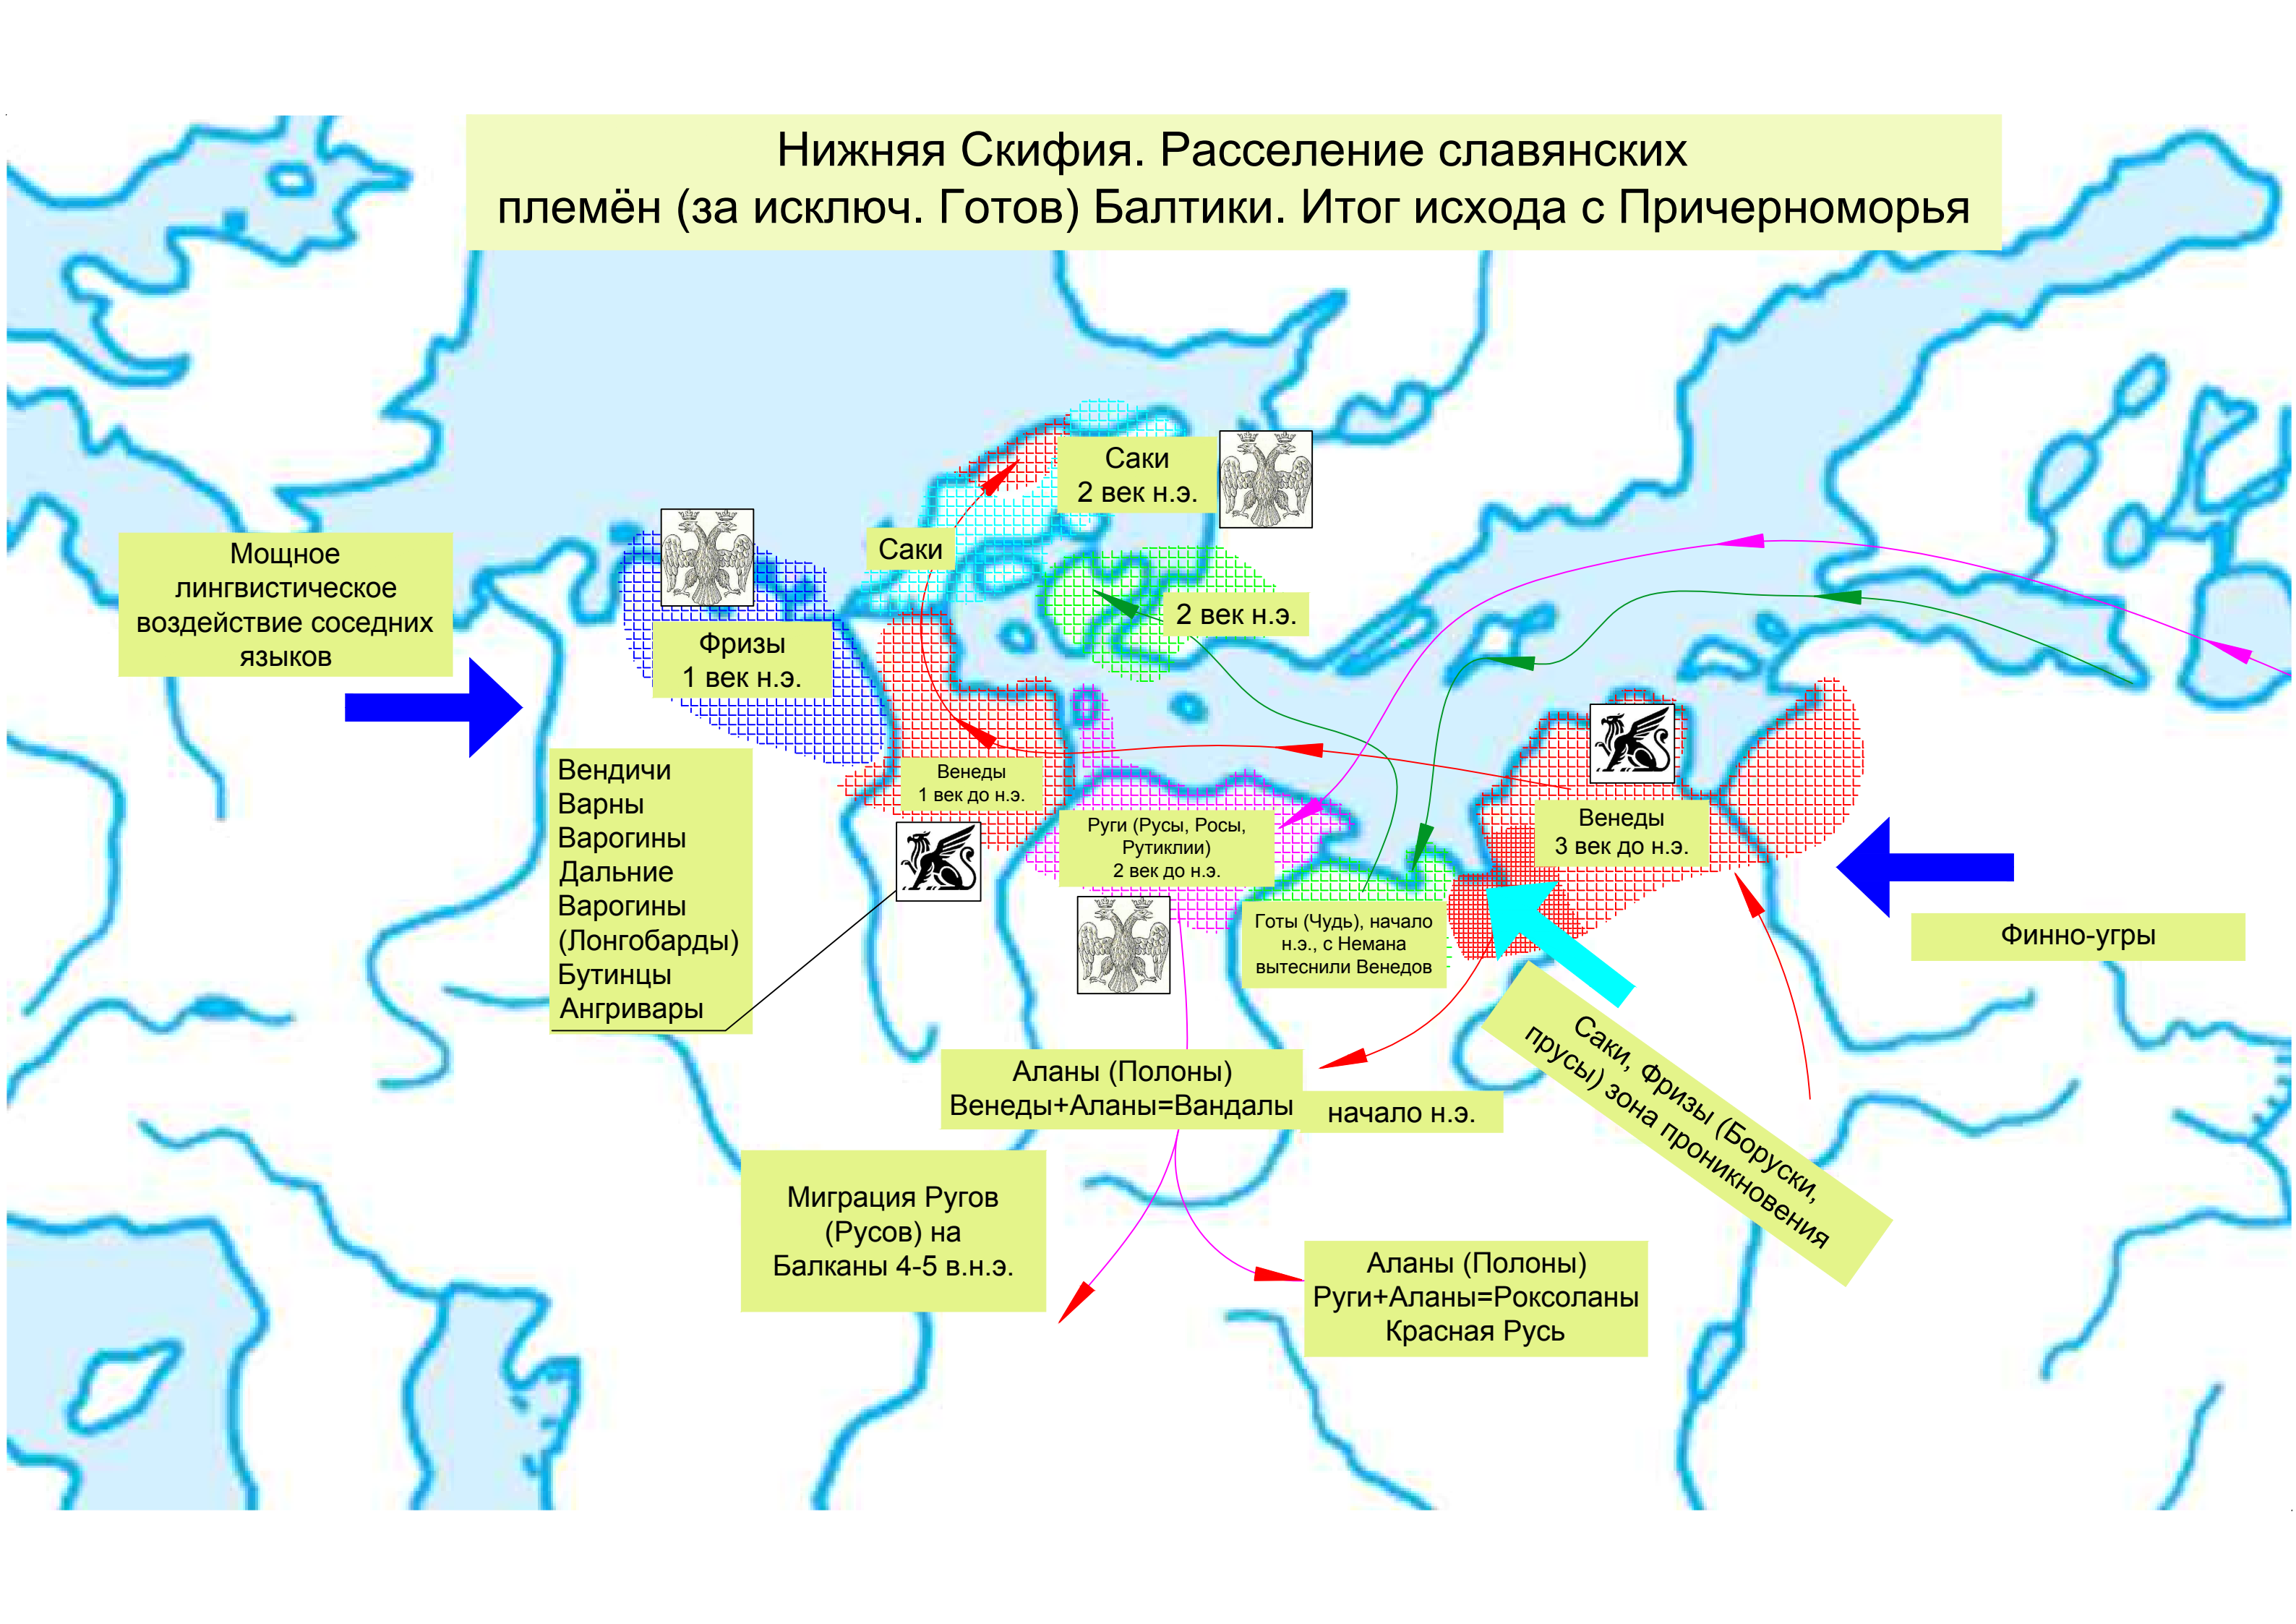 Нижняя Скифия. Расселение славянских
племён (за исключ. Готов) Балтики. Итог исхода с Причерноморья
Саки
2 век н.э.
Мощное
лингвистическое
воздействие соседних
языков
Саки
Фризы
1 век н.э.
2 век н.э.
Вендичи
Варны
Варогины
Дальние
Варогины
(Лонгобарды)
Бутинцы
Ангривары
Венеды
1 век до н.э.
Руги (Русы, Росы,
Рутиклии)
2 век до н.э.
Венеды
3 век до н.э.
Готы (Чудь), начало
н.э., с Немана
вытеснили Венедов
Финно-угры
Саки, Фризы (Боруски,
прусы) зона проникновения
Аланы (Полоны)
Венеды+Аланы=Вандалы
начало н.э.
Миграция Ругов
(Русов) на
Балканы 4-5 в.н.э.
Аланы (Полоны)
Руги+Аланы=Роксоланы
Красная Русь